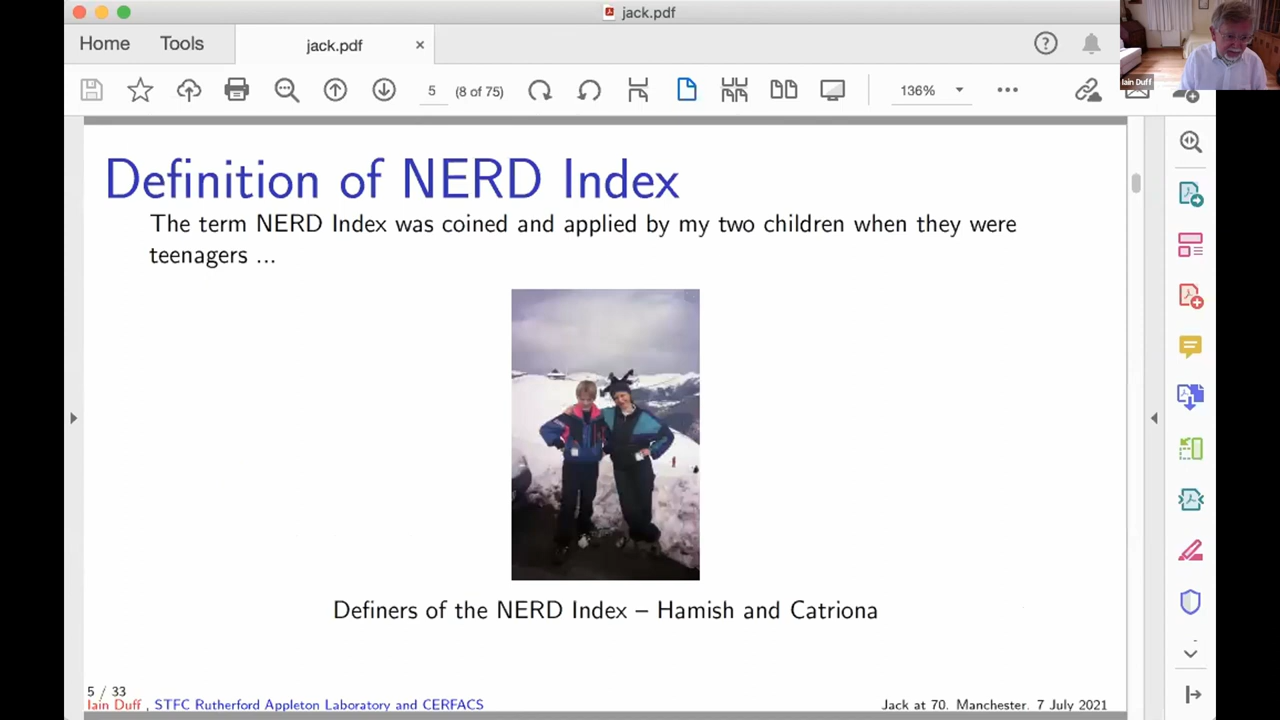 jack.pdf
Home
Tools
jack.pdf
5
(8 of 75)
136%
Iain Duff
Definition of NERD Index
The term NERD Index was coined and applied by my two children when they were
teenagers ...
Definers of the NERD Index – Hamish and Catriona
5 / 33
Iain Duff , STFC Rutherford Appleton Laboratory and CERFACS
Jack at 70. Manchester. 7 July 2021